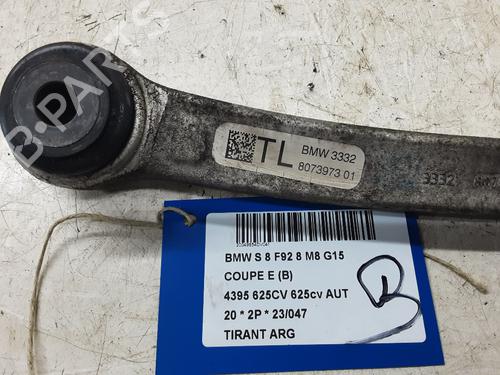 B-PARTS
TL
BMW 3332
8073973 01
3332
BMW S 8 F92 8 M8 G15
COUPE E (B)
4395 625CV 625cv AUT
20 * 2P * 23/047
TIRANT ARG
B